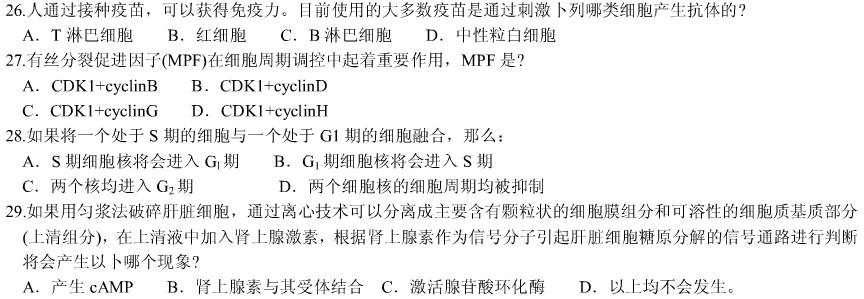 26.人通过接种疫苗，可以获得免疫力。目前使用的大多数疫苗是通过刺激下列哪类细胞产生抗体的?
A．T 淋巴细胞 B．红细胞 C．B 淋巴细胞 D．中性粒白细胞
27.有丝分裂促进因子(MPF)在细胞周期调控中起着重要作用，MPF 是?
A．CDK1+cyclinB B．CDK1+cyclinD
C．CDK1+cyclinG D．CDK1+cyclinH
28.如果将一个处于 S 期的细胞与一个处于 G1 期的细胞融合，那么：
A．S 期细胞核将会进入 G₁期 B．G₁期细胞核将会进入 S 期
C．两个核均进入 G₂期 D．两个细胞核的细胞周期均被抑制
29.如果用匀浆法破碎肝脏细胞，通过离心技术可以分离成主要含有颗粒状的细胞膜组分和可溶性的细胞质基质部分
(上清组分)，在上清液中加入肾上腺激素，根据肾上腺素作为信号分子引起肝脏细胞糖原分解的信号通路进行判断
将会产生以下哪个现象?
A．产生 cAMP B．肾上腺素与其受体结合 C．激活腺苷酸环化酶 D．以上均不会发生。